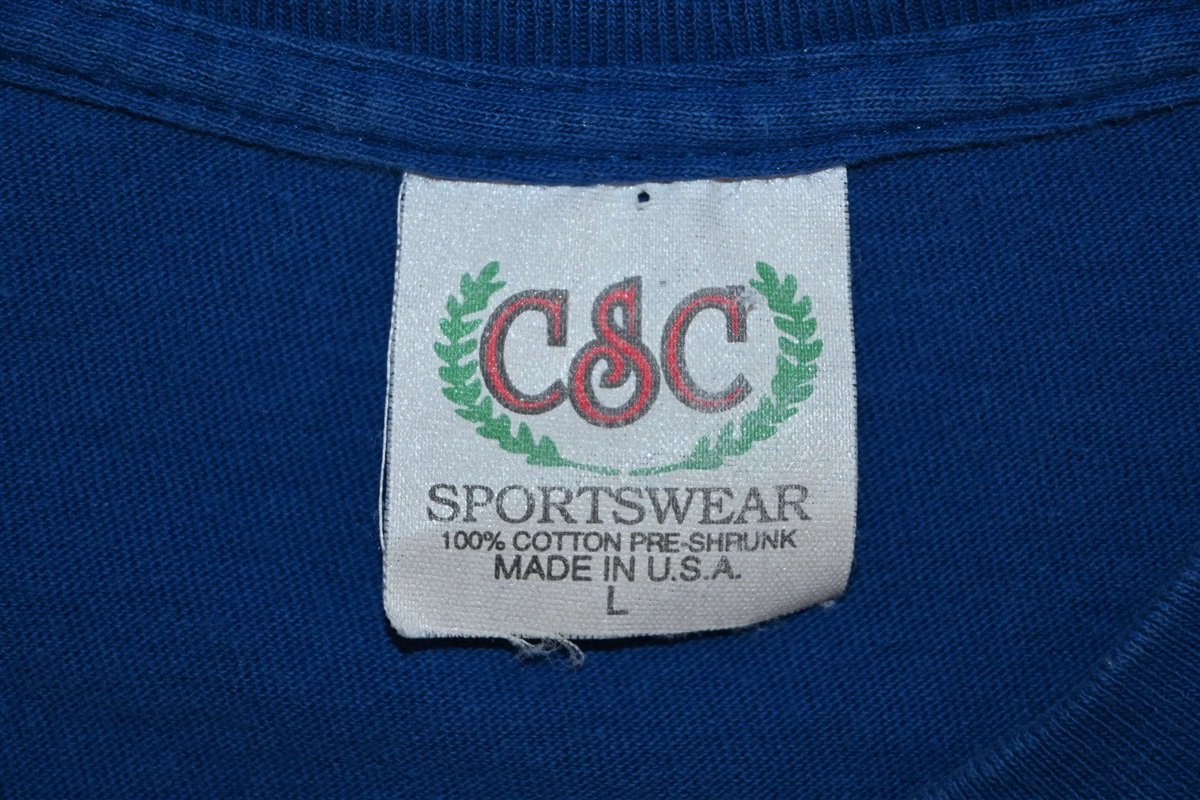 CSC
SPORTSWEAR
100% COTTON PRE-SHRUNK
MADE IN U.S.A.
L